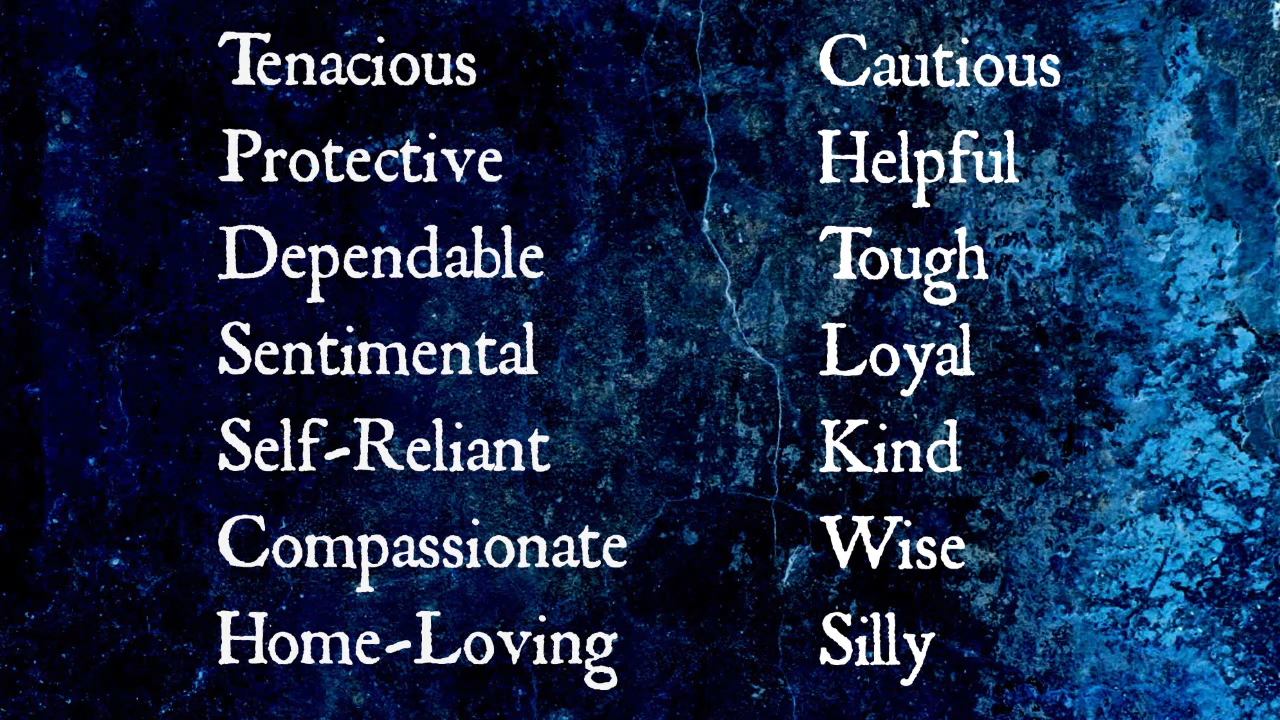 Tenacious
Protective
Dependable
Sentimental
Self-Reliant
Compassionate
Home-Loving
Cautious
Helpful
Tough
Loyal
Kind
Wise
Silly